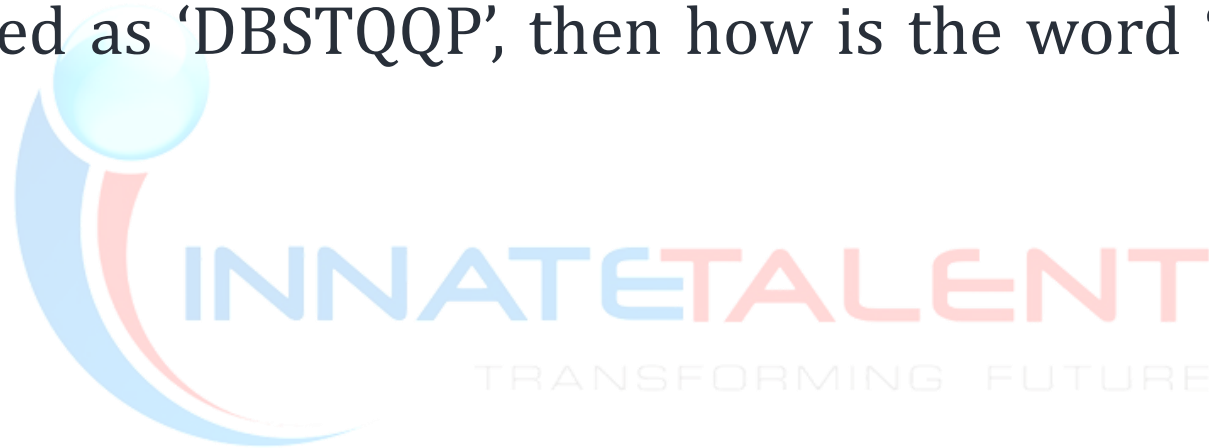 ed as ‘DBSTQQP’, then how is the word ‘
INNATETALENT
TRANSFORMING FUTURE